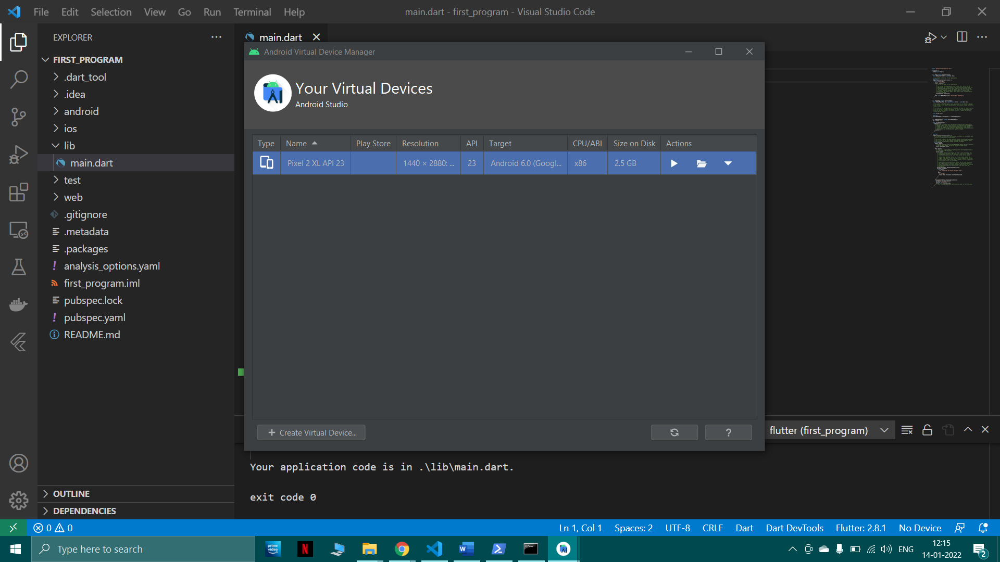 File Edit Selection View Go Run Terminal Help
main.dart - first_program - Visual Studio Code
EXPLORER
FIRST_PROGRAM
.dart_tool
.idea
android
ios
lib
main.dart
test
web
.gitignore
.metadata
.packages
! analysis_options.yaml
first_program.iml
pubspec.lock
! pubspec.yaml
README.md
OUTLINE
DEPENDENCIES
main.dart
Android Virtual Device Manager
Your Virtual Devices
Android Studio
Type Name Play Store Resolution API Target CPU/ABI Size on Disk Actions
Pixel 2 XL API 23 1440 × 2880: ... 23 Android 6.0 (Googl... x86 2.5 GB
+ Create Virtual Device...
?
flutter (first_program)
Your application code is in .\lib\main.dart.
exit code 0
0 0
Ln 1, Col 1 Spaces: 2 UTF-8 CRLF Dart Dart DevTools Flutter: 2.8.1 No Device
Type here to search
prime video
N
W
ENG
12:15
14-01-2022
2